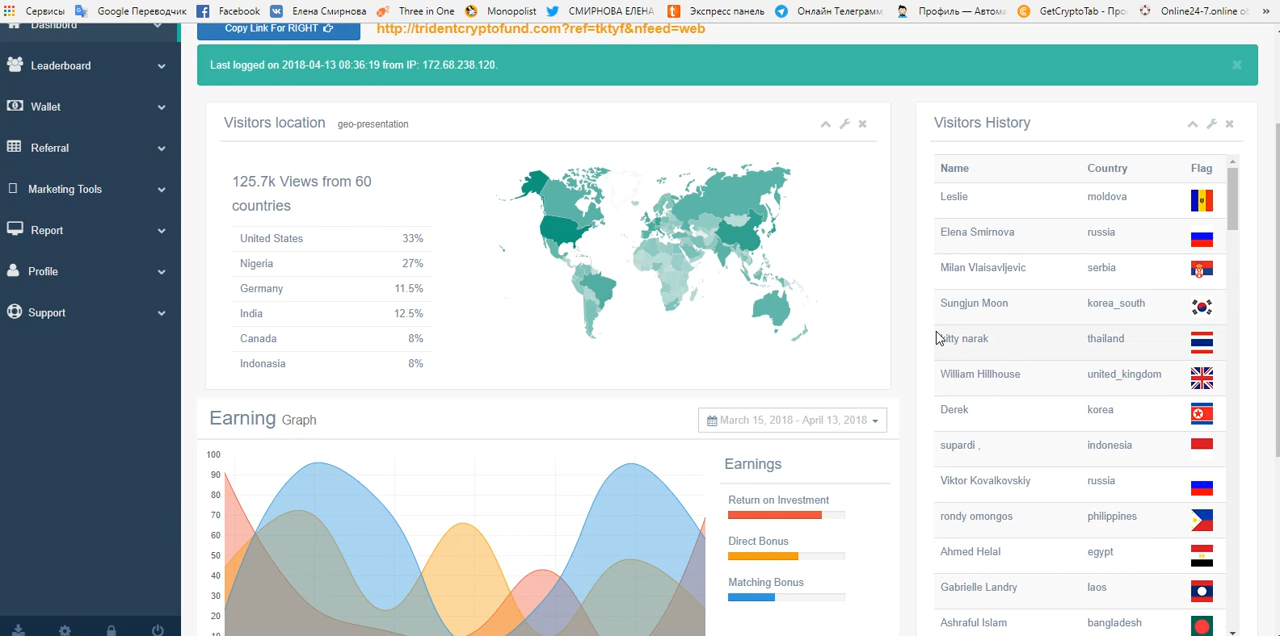 Сервисы Google Переводчик Facebook Елена Смирнова Three in One Monopolist СМИРНОВА ЕЛЕНА Экспресс панель Онлайн Телеграмм Профиль — Автома GetCryptoTab - Про Online24-7.online о »
Dashbord
Copy Link For RIGHT
http://tridentcryptofund.com?ref=tktyf&nfeed=web
Last logged on 2018-04-13 08:36:19 from IP: 172.68.238.120.
Leaderboard
Wallet
Referral
Marketing Tools
Report
Profile
Support
Visitors location geo-presentation
125.7k Views from 60
countries
United States 33%
Nigeria 27%
Germany 11.5%
India 12.5%
Canada 8%
Indonasia 8%
Visitors History
Name Country Flag
Leslie moldova
Elena Smirnova russia
Milan Vlaisavljevic serbia
Sungjun Moon korea_south
itty narak thailand
William Hillhouse united_kingdom
Derek korea
supardi , indonesia
Viktor Kovalkovskiy russia
rondy omongos philippines
Ahmed Helal egypt
Gabrielle Landry laos
Ashraful Islam bangladesh
Earning Graph
March 15, 2018 - April 13, 2018
100
90
80
70
60
50
40
30
20
10
Earnings
Return on Investment
Direct Bonus
Matching Bonus